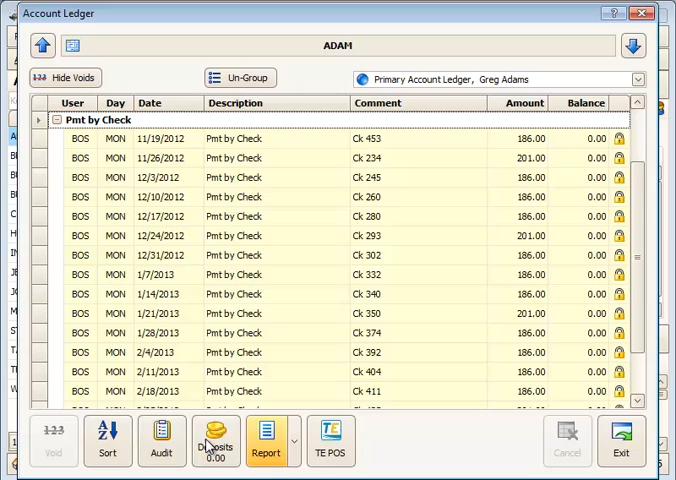 Account Ledger
ADAM
123 Hide Voids
Un-Group
Primary Account Ledger, Greg Adams
User Day Date Description Comment Amount Balance
Pmt by Check
BOS MON 11/19/2012 Pmt by Check Ck 453 186.00 0.00
BOS MON 11/26/2012 Pmt by Check Ck 234 201.00 0.00
BOS MON 12/3/2012 Pmt by Check Ck 245 186.00 0.00
BOS MON 12/10/2012 Pmt by Check Ck 260 186.00 0.00
BOS MON 12/17/2012 Pmt by Check Ck 280 186.00 0.00
BOS MON 12/24/2012 Pmt by Check Ck 293 201.00 0.00
BOS MON 12/31/2012 Pmt by Check Ck 302 186.00 0.00
BOS MON 1/7/2013 Pmt by Check Ck 332 186.00 0.00
BOS MON 1/14/2013 Pmt by Check Ck 340 186.00 0.00
BOS MON 1/21/2013 Pmt by Check Ck 350 201.00 0.00
BOS MON 1/28/2013 Pmt by Check Ck 374 186.00 0.00
BOS MON 2/4/2013 Pmt by Check Ck 392 186.00 0.00
BOS MON 2/11/2013 Pmt by Check Ck 404 186.00 0.00
BOS MON 2/18/2013 Pmt by Check Ck 411 186.00 0.00
123 Void
A Z Sort
Audit
Deposits 0.00
Report
TE TE POS
Cancel
Exit